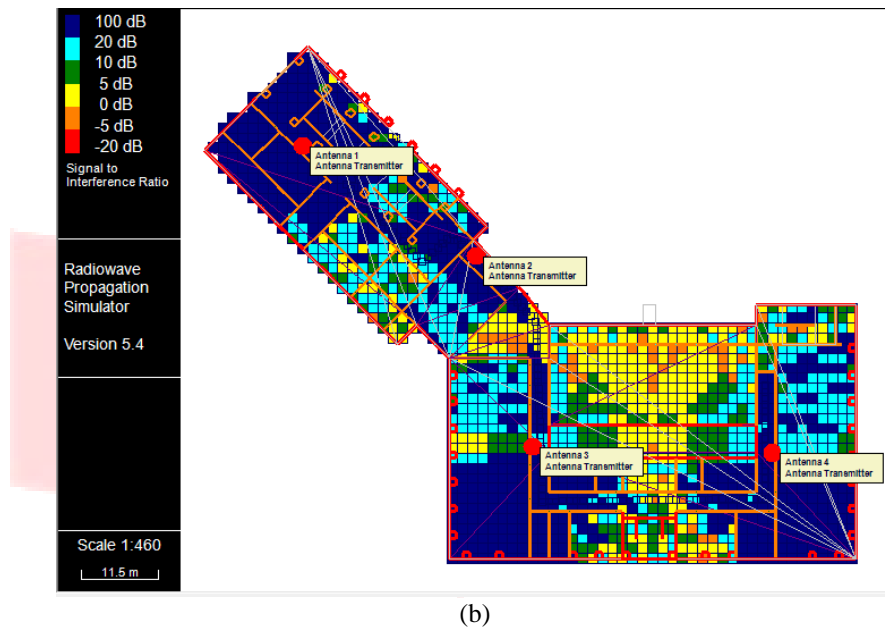 100 dB
20 dB
10 dB
5 dB
0 dB
-5 dB
-20 dB
Signal to
Interference Ratio
Radiowave
Propagation
Simulator
Version 5.4
Scale 1:460
11.5 m
Antenna 1
Antenna Transmitter
Antenna 2
Antenna Transmitter
Antenna 3
Antenna Transmitter
Antenna 4
Antenna Transmitter
(b)